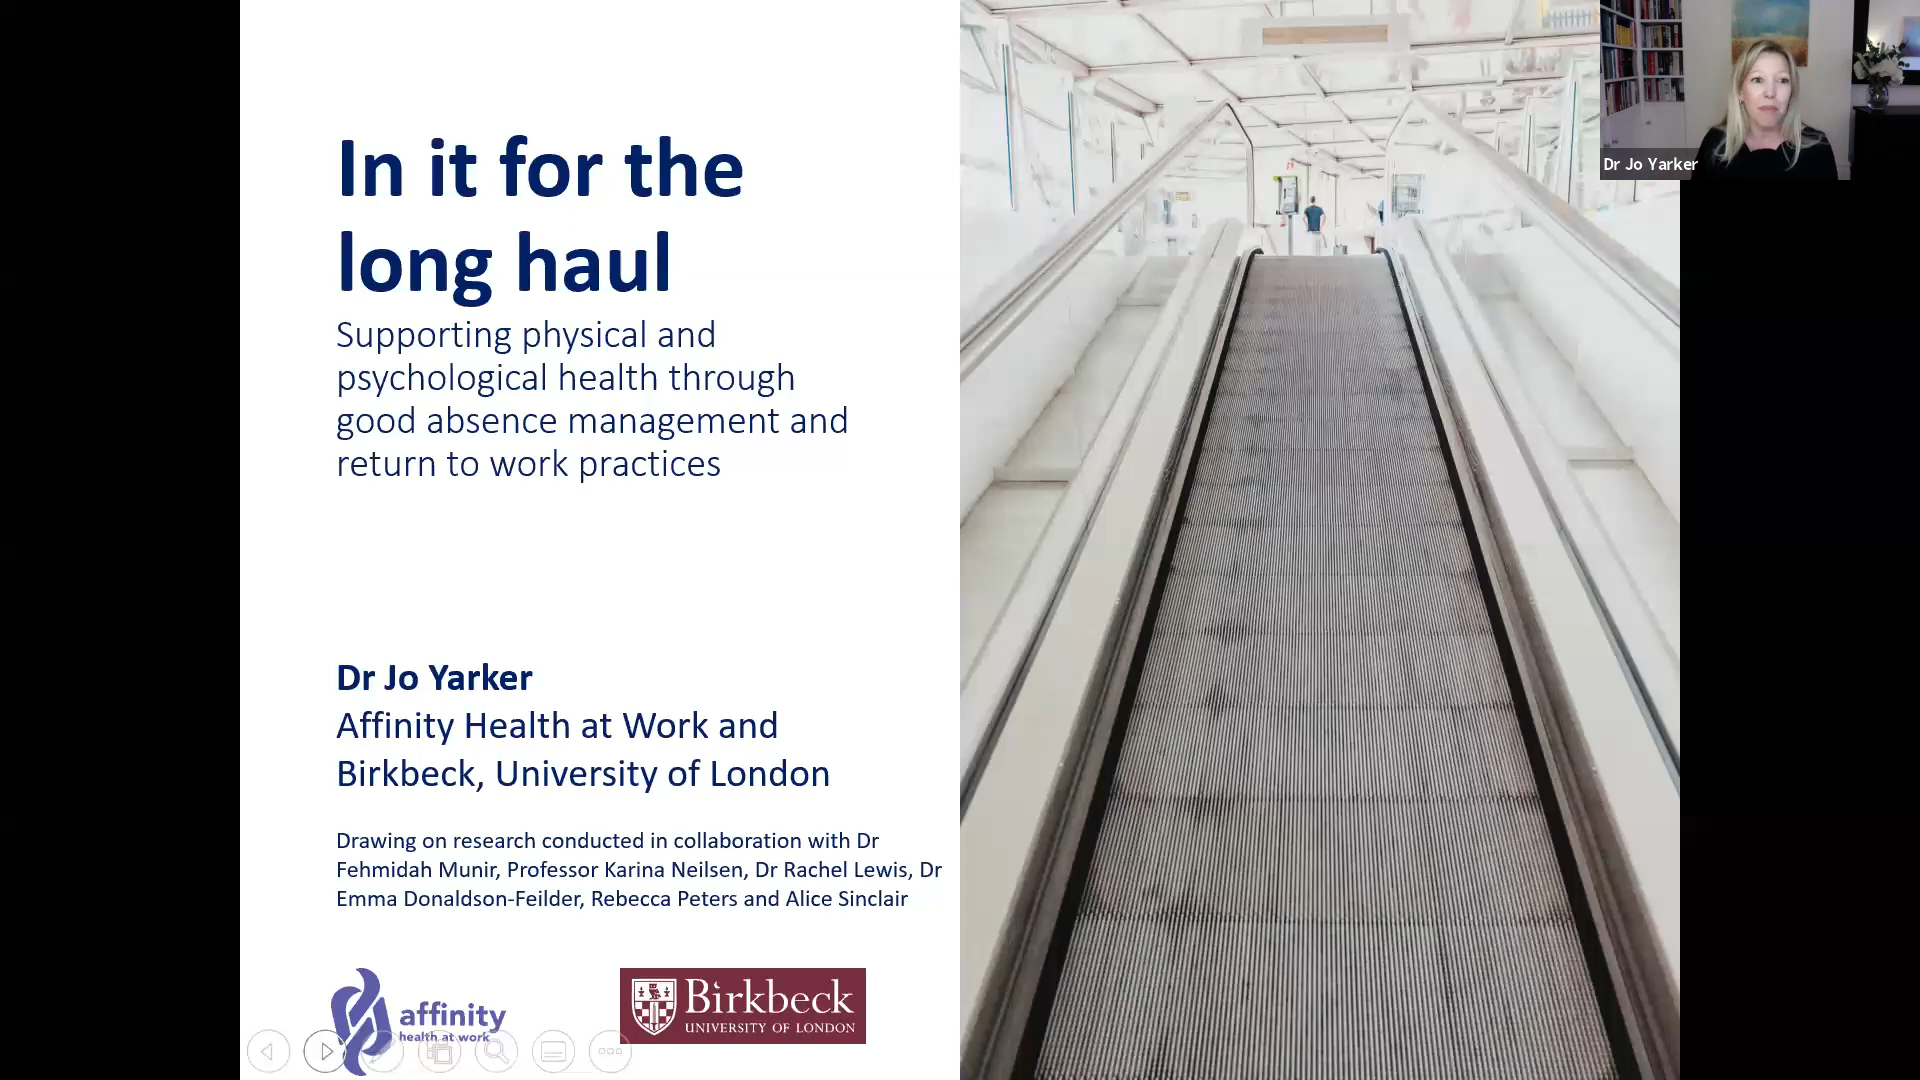 In it for the
long haul
Supporting physical and
psychological health through
good absence management and
return to work practices
Dr Jo Yarker
Affinity Health at Work and
Birkbeck, University of London
Drawing on research conducted in collaboration with Dr
Fehmidah Munir, Professor Karina Neilsen, Dr Rachel Lewis, Dr
Emma Donaldson-Feilder, Rebecca Peters and Alice Sinclair
affinity
health at work
Birkbeck
UNIVERSITY OF LONDON
Dr Jo Yarker